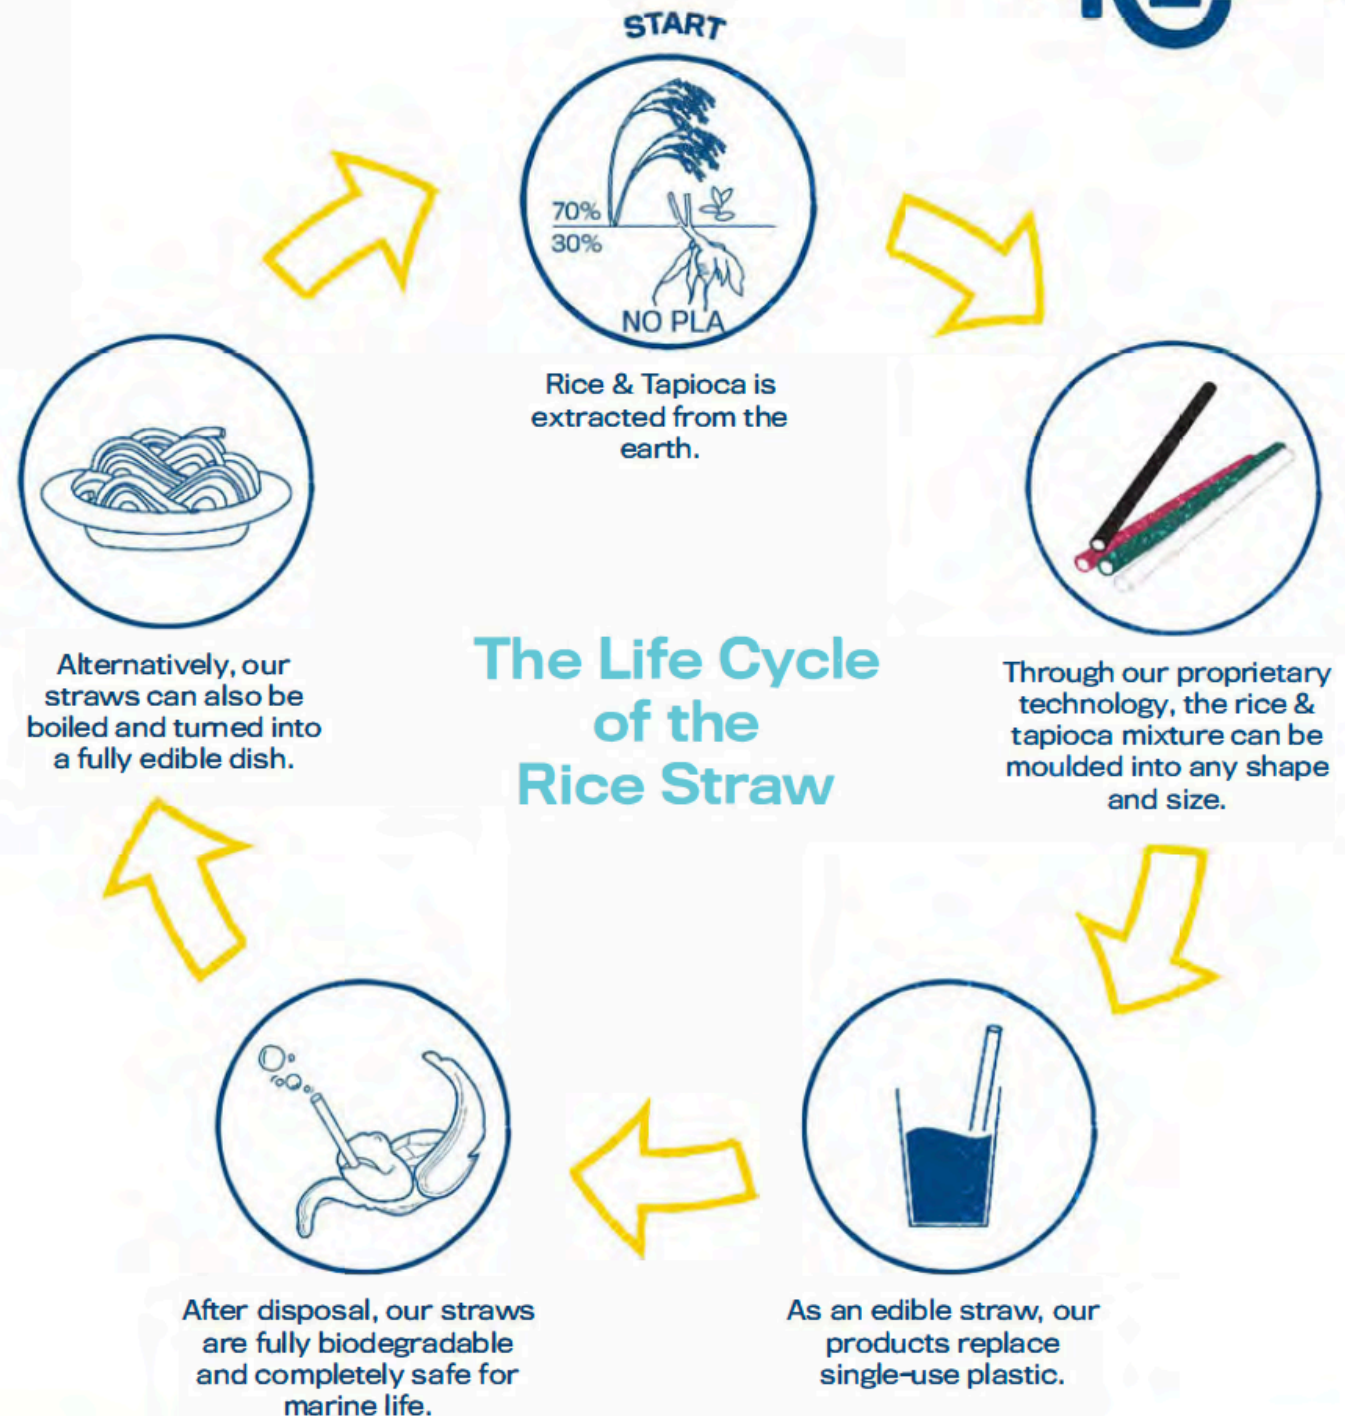 START
70%
30%
NO PLA
Rice & Tapioca is
extracted from the
earth.
Through our proprietary
technology, the rice &
tapioca mixture can be
moulded into any shape
and size.
As an edible straw, our
products replace
single-use plastic.
After disposal, our straws
are fully biodegradable
and completely safe for
marine life.
Alternatively, our
straws can also be
boiled and turned into
a fully edible dish.
The Life Cycle
of the
Rice Straw